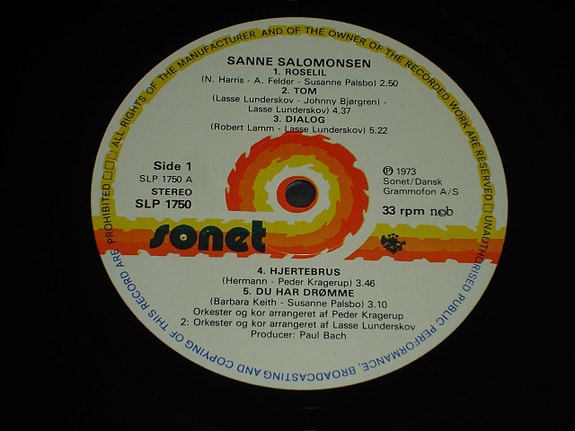 ALL RIGHTS OF THE MANUFACTURER AND OF THE OWNER OF THE RECORDED WORK ARE RESERVED
UNAUTHORISED PUBLIC PERFORMANCE, BROADCASTING AND COPYING OF THIS RECORD ARE PROHIBITED
SANNE SALOMONSEN
1. ROSELIL
(N. Harris - A. Felder - Susanne Palsbo) 2.50
2. TOM
(Lasse Lunderskov - Johnny Bjørgren) -
Lasse Lunderskov) 4.37
3. DIALOG
(Robert Lamm - Lasse Lunderskov) 5.22
Side 1
SLP 1750 A
STEREO
SLP 1750
℗ 1973
Sonet/Dansk
Grammofon A/S
33 rpm ncb
sonet
4. HJERTEBRUS
(Hermann - Peder Kragerup) 3.46
5. DU HAR DRØMME
(Barbara Keith - Susanne Palsbo) 3.10
Orkester og kor arrangeret af Peder Kragerup
2: Orkester og kor arrangeret af Lasse Lunderskov
Producer: Paul Bach